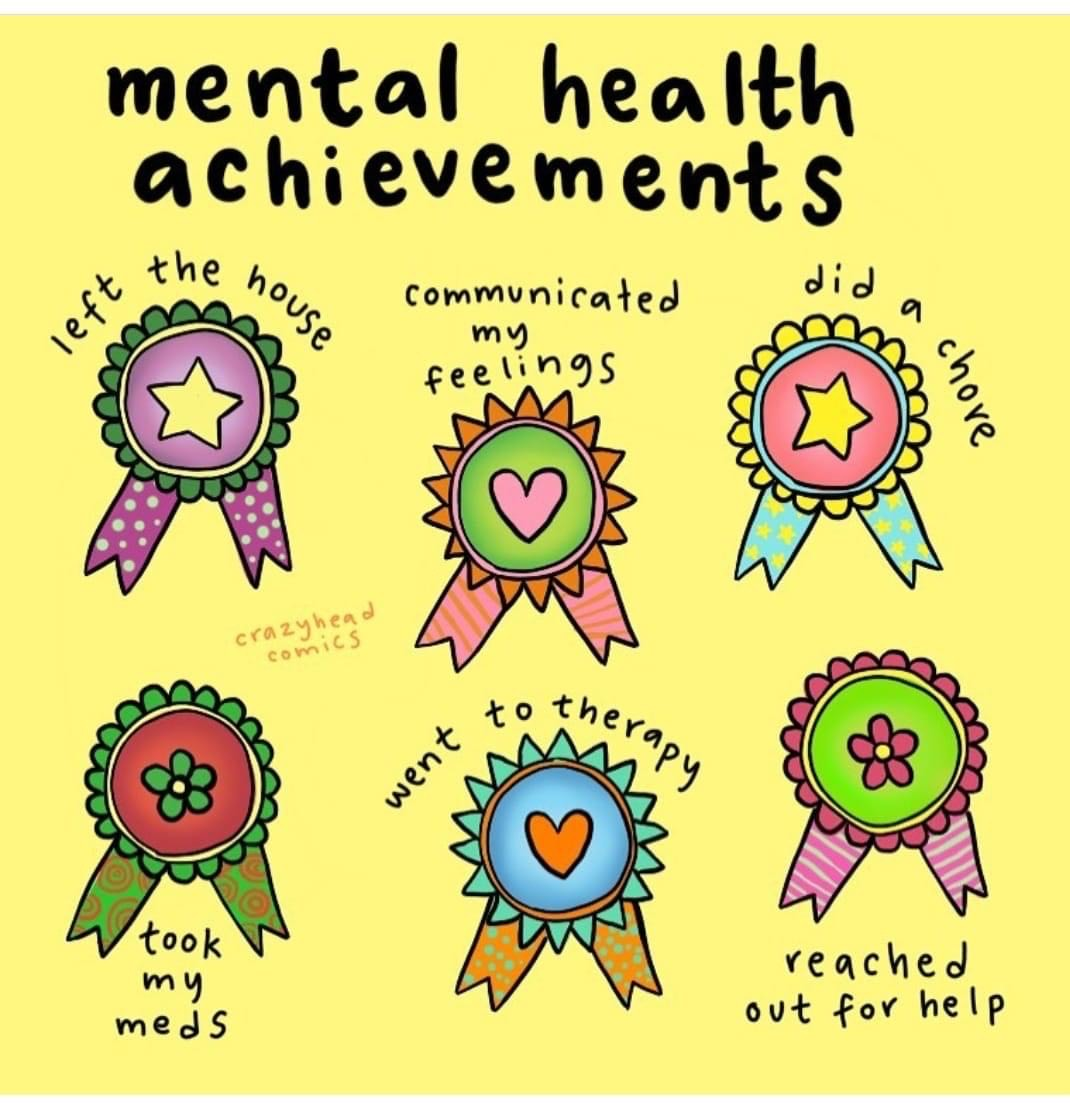 mental health
achievements
left the house
communicated
my
feelings
did a chore
crazyhead
comics
took
my
meds
went to therapy
reached
out for help